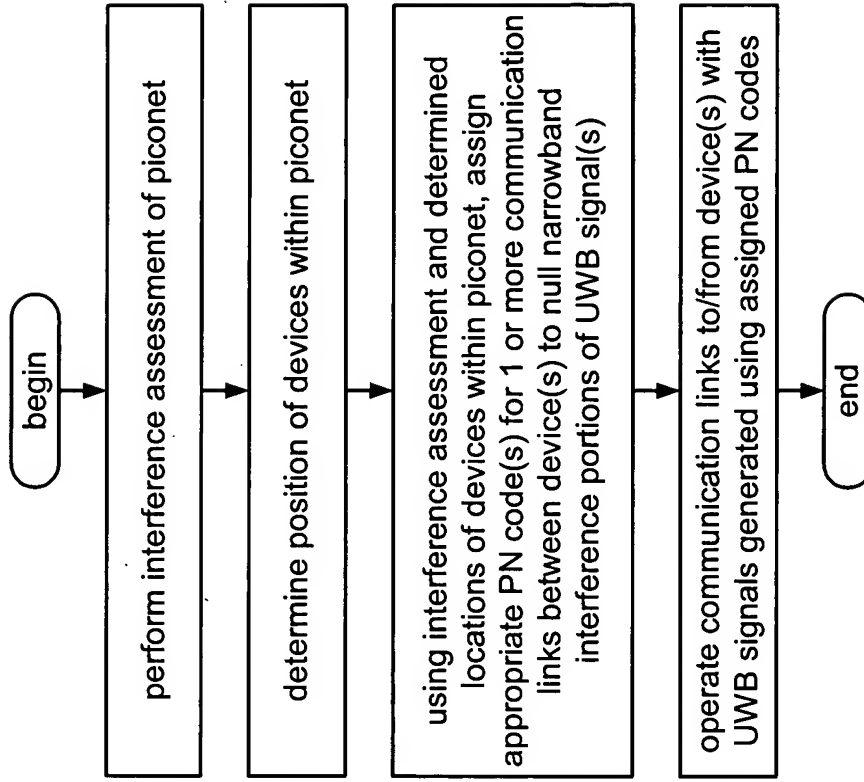 begin
perform interference assessment of piconet
determine position of devices within piconet
using interference assessment and determined
locations of devices within piconet, assign
appropriate PN code(s) for 1 or more communication
links between device(s) to null narrowband
interference portions of UWB signal(s)
operate communication links to/from device(s) with
UWB signals generated using assigned PN codes
end